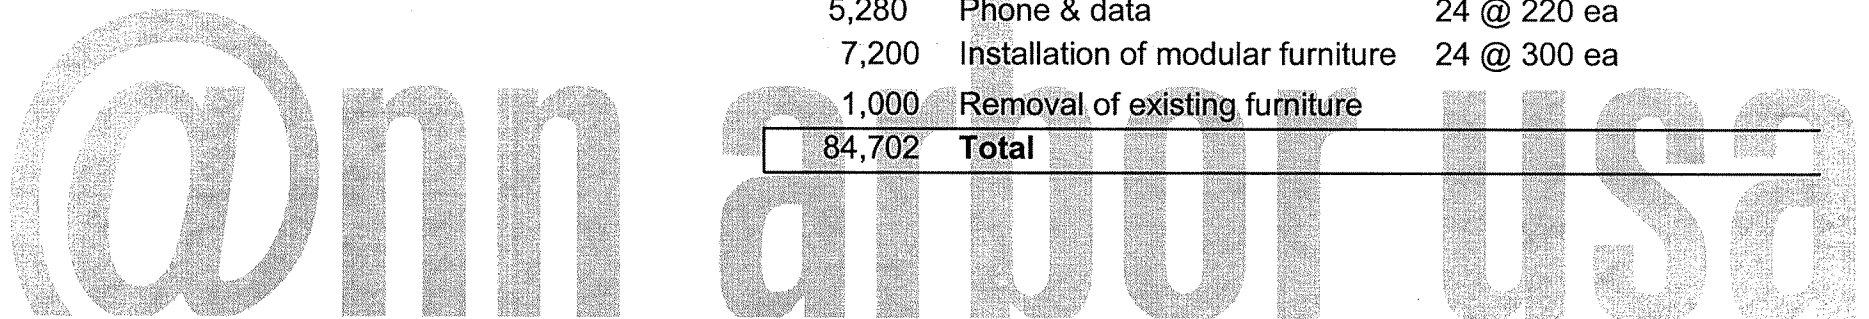 5,280 Phone & data 24 @ 220 ea
7,200 Installation of modular furniture 24 @ 300 ea
1,000 Removal of existing furniture
84,702 Total
@nn arbor usa